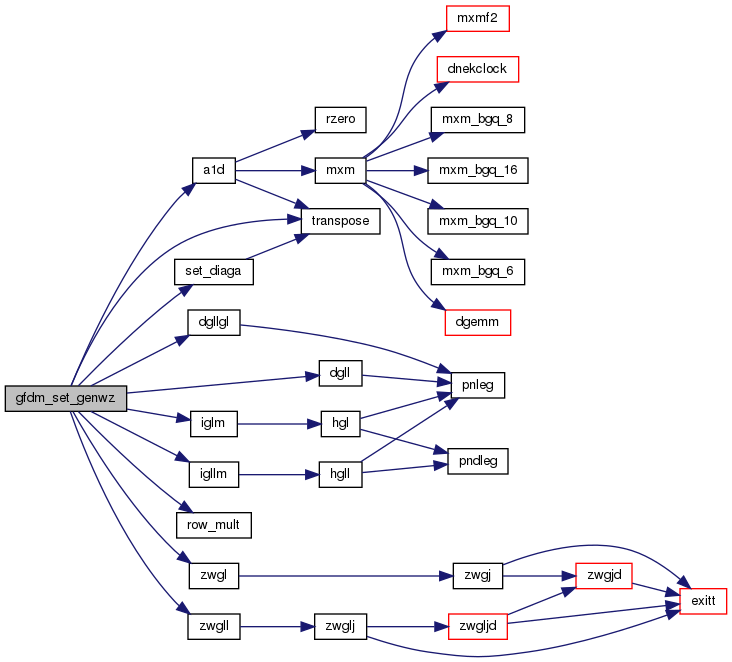 mxmf2
dnekclock
rzero
mxm_bgq_8
a1d
mxm
mxm_bgq_16
transpose
mxm_bgq_10
set_diaga
mxm_bgq_6
dgllgl
dgemm
dgll
pnleg
gfdm_set_genwz
iglm
hgl
pndleg
igllm
hgll
row_mult
zwgl
zwgj
zwgjd
exitt
zwgll
zwglj
zwgljd